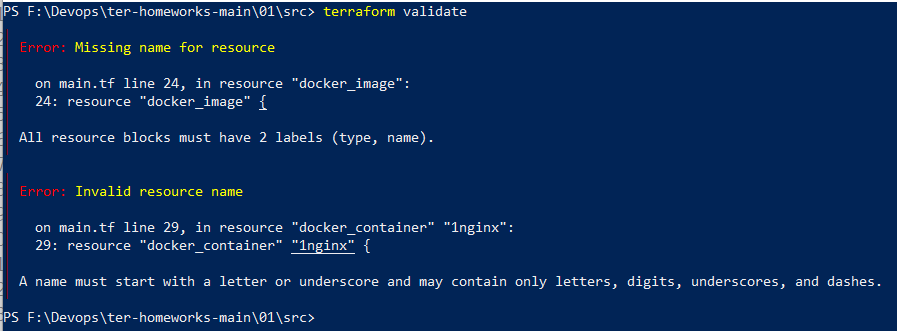 PS F:\Devops\ter-homeworks-main\01\src> terraform validate
Error: Missing name for resource
on main.tf line 24, in resource "docker_image":
24: resource "docker_image" {
All resource blocks must have 2 labels (type, name).
Error: Invalid resource name
on main.tf line 29, in resource "docker_container" "1nginx":
29: resource "docker_container" "1nginx" {
A name must start with a letter or underscore and may contain only letters, digits, underscores, and dashes.
PS F:\Devops\ter-homeworks-main\01\src>